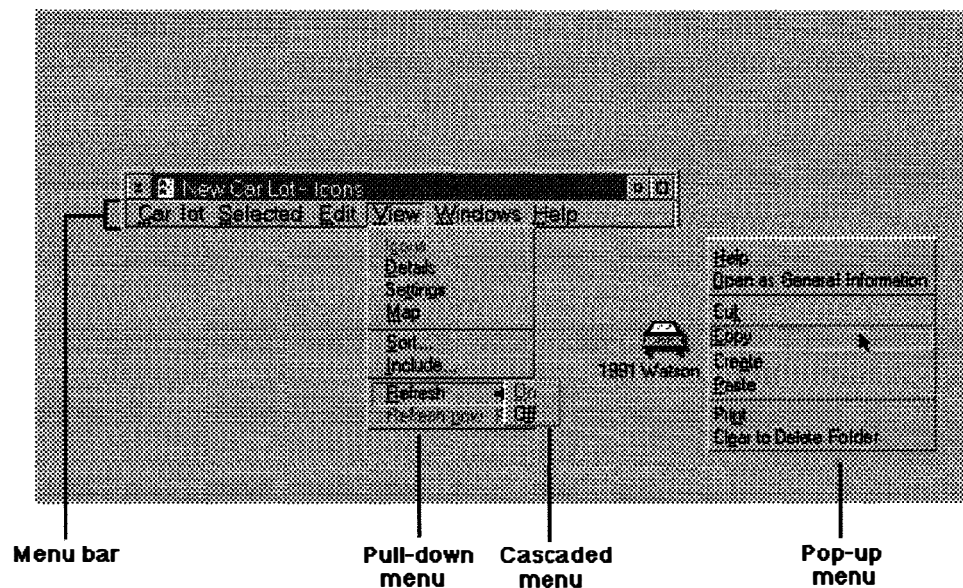 New Car Lot - Icons
Car lot Selected Edit View Windows Help
Icons
Details
Settings
Map
Sort...
Include...
Refresh
On
Refresh now
Off
1991 Watson
Help
Open as General Information
Cut
Copy
Create
Paste
Print
Clear to Delete Folder
Menu bar
Pull-down menu
Cascaded menu
Pop-up menu